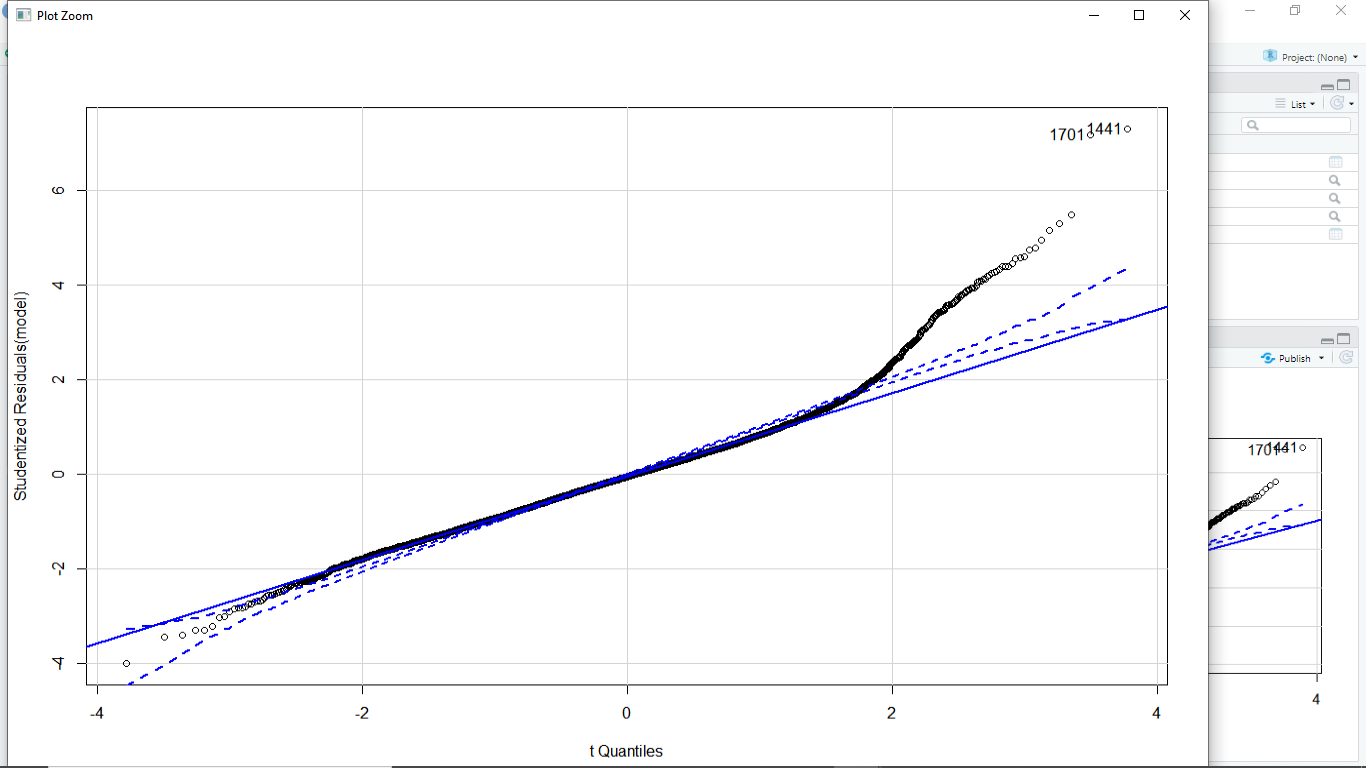 Plot Zoom
Project: (None)
List
1701
1441
6
4
2
0
-2
-4
Studentized Residuals(model)
-4
-2
0
2
4
t Quantiles
Publish
1701
1441
4